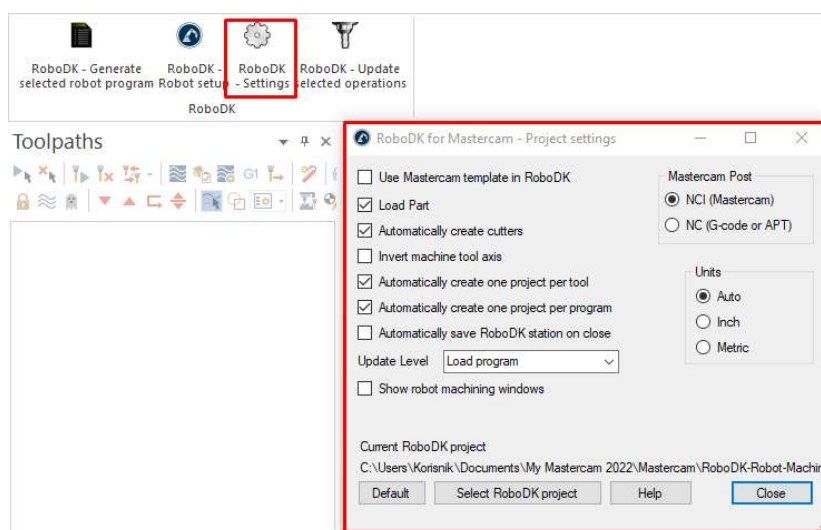 RoboDK - Generate selected robot program
RoboDK - Robot setup
RoboDK - Settings
RoboDK - Update selected operations
RoboDK
Toolpaths
G1
RoboDK for Mastercam - Project settings
Use Mastercam template in RoboDK
Load Part
Automatically create cutters
Invert machine tool axis
Automatically create one project per tool
Automatically create one project per program
Automatically save RoboDK station on close
Update Level Load program
Show robot machining windows
Mastercam Post
NCI (Mastercam)
NC (G-code or APT)
Units
Auto
Inch
Metric
Current RoboDK project
C:\Users\Korisnik\Documents\My Mastercam 2022\Mastercam\RoboDK-Robot-Machin
Default Select RoboDK project Help Close